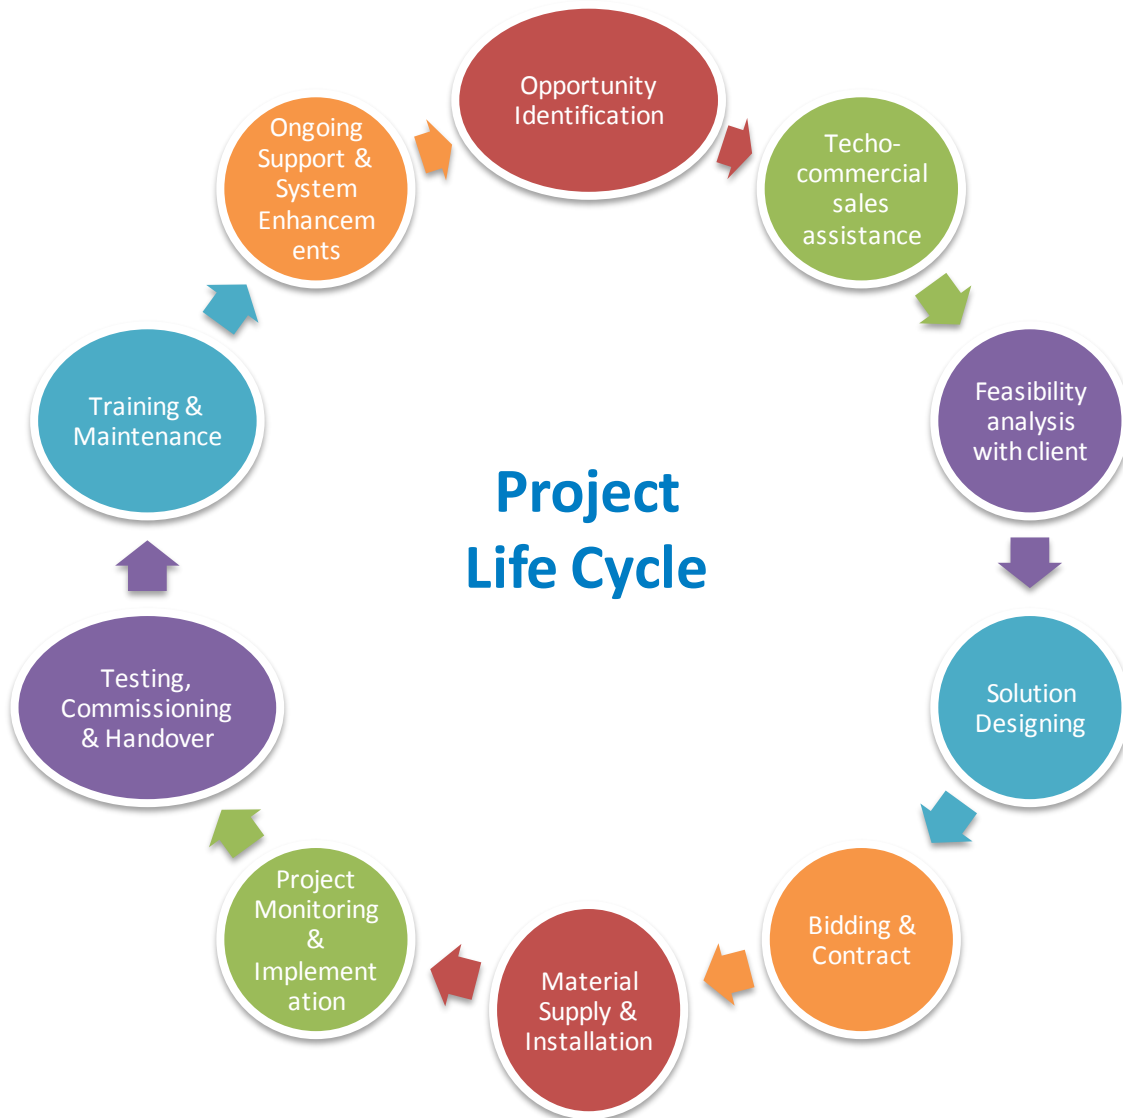 Opportunity
Identification
Techo-
commercial
sales
assistance
Feasibility
analysis
with client
Solution
Designing
Bidding &
Contract
Material
Supply &
Installation
Project
Monitoring
&
Implement
ation
Testing,
Commissioning
& Handover
Training &
Maintenance
Ongoing
Support &
System
Enhancem
ents
Project
Life Cycle